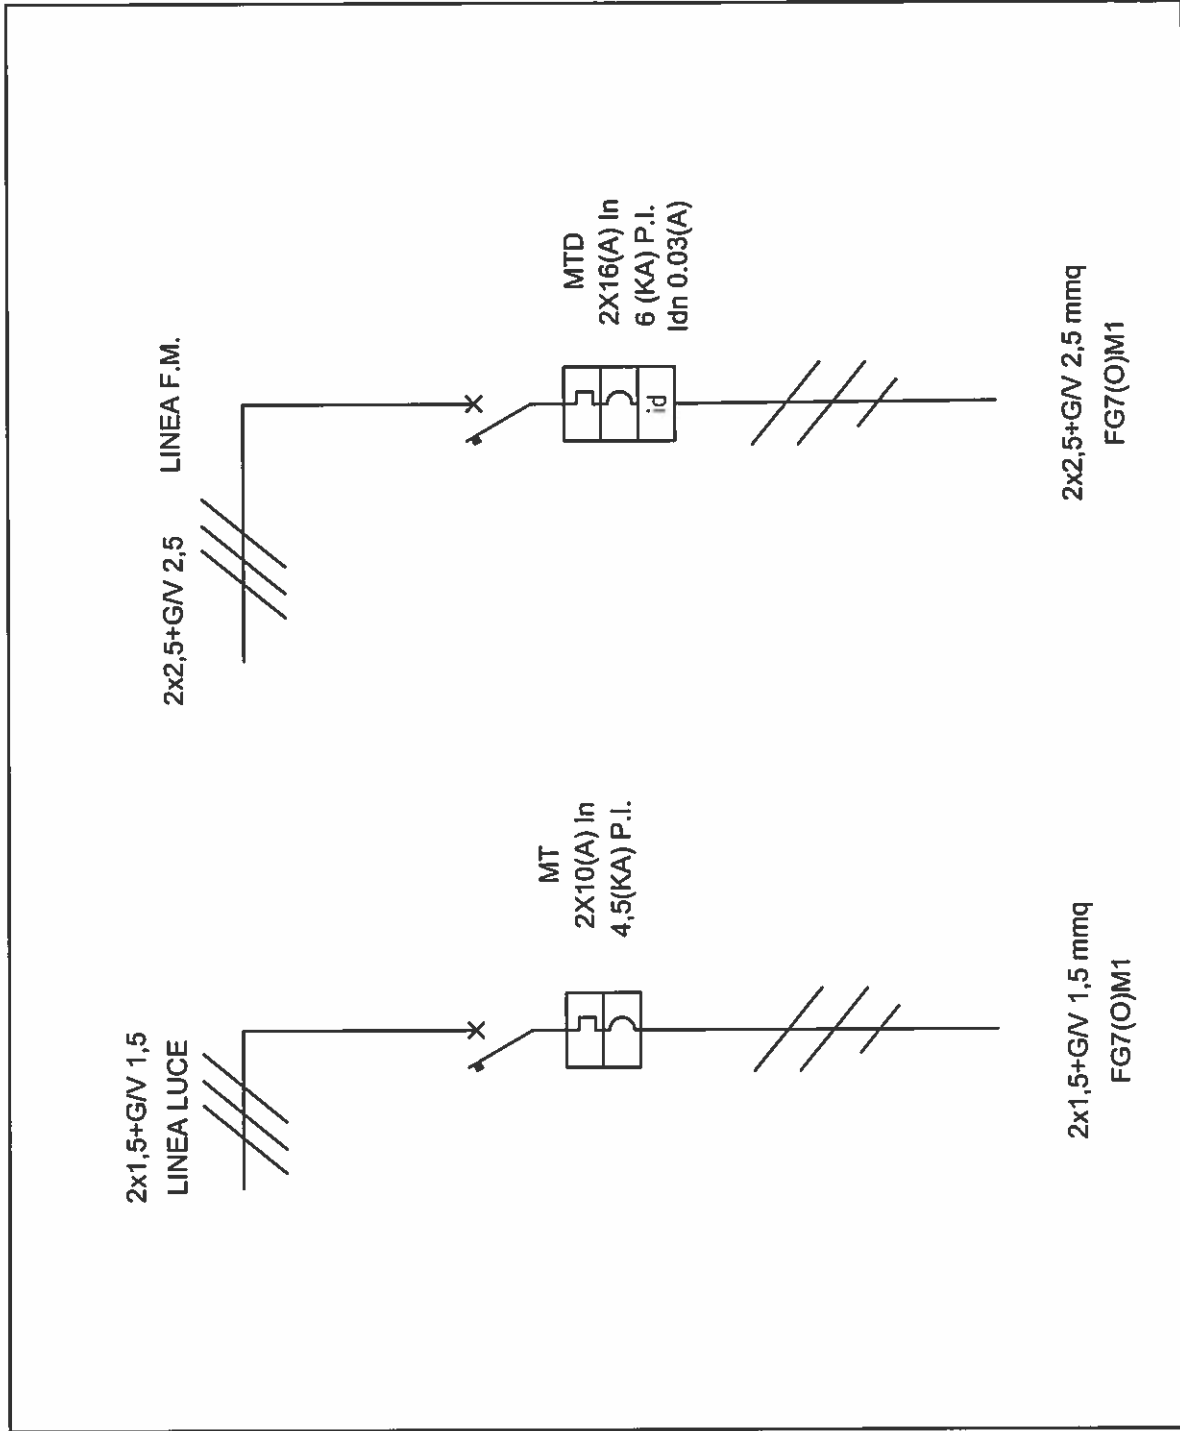 2x1,5+G/V 1,5
LINEA LUCE
MT
2X10(A) In
4,5(KA) P.I.
2x1,5+G/V 1,5 mmq
FG7(O)M1
2x2,5+G/V 2,5 LINEA F.M.
MTD
2X16(A) In
6 (KA) P.I.
Idn 0.03(A)
id
2x2,5+G/V 2,5 mmq
FG7(O)M1